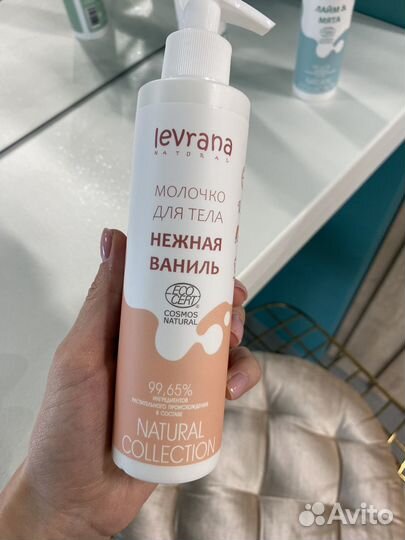 levrana
NATURAL
МОЛОЧКО
ДЛЯ ТЕЛА
НЕЖНАЯ
ВАНИЛЬ
ECO
CERT®
COSMOS
NATURAL
99,65%
ИНГРЕДИЕНТОВ
РАСТИТЕЛЬНОГО ПРОИСХОЖДЕНИЯ
В СОСТАВЕ
NATURAL
COLLECTION
ЛАЙМ &
МЯТА
Avito